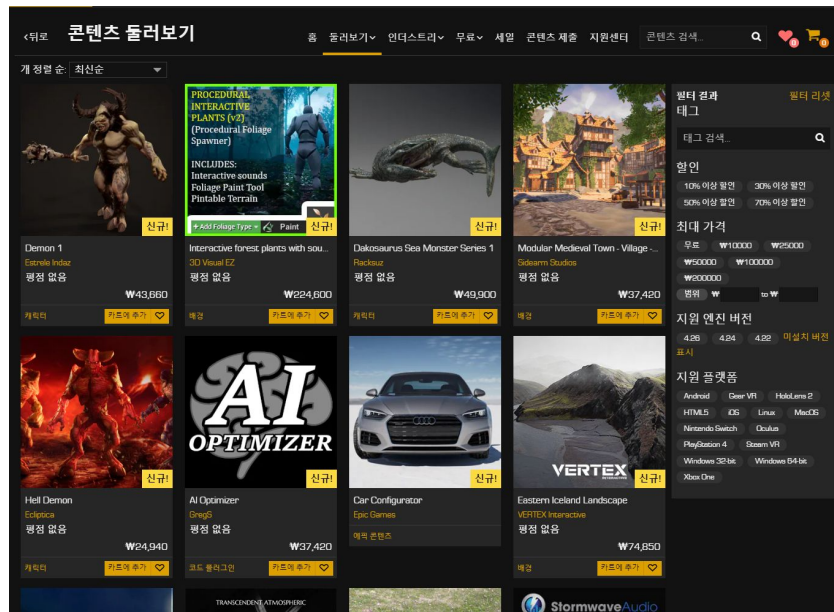 <뒤로 콘텐츠 둘러보기
홈 둘러보기 인더스트리 무료 세일 콘텐츠 제출 지원센터 콘텐츠 검색... 0 0
개 정렬 순: 최신순
PROCEDURAL
INTERACTIVE
PLANTS (v2)
(Procedural Foliage
Spawner)
INCLUDES:
Interactive sounds
Foliage Paint Tool
Pintable Terrain
+ Add Foliage Type Paint
신규! 신규! 신규! 신규!
Demon 1
Estrela Indaz
평점 없음
₩43,660
캐릭터 카트에 추가
Interactive forest plants with sou...
3D Visual EZ
평점 없음
₩224,600
배경 카트에 추가
Dakosaurus Sea Monster Series 1
Racksuz
평점 없음
₩49,900
캐릭터 카트에 추가
Modular Medieval Town - Village -...
Sidearm Studios
평점 없음
₩37,420
배경 카트에 추가
신규!
Hell Demon
Ecliptica
평점 없음
₩24,940
캐릭터 카트에 추가
AI
OPTIMIZER
신규!
AI Optimizer
GregS
평점 없음
₩37,420
코드 플러그인 카트에 추가
신규!
Car Configurator
Epic Games
에픽 콘텐츠
VERTEX
INTERACTIVE
신규!
Eastern Iceland Landscape
VERTEX Interactive
평점 없음
₩74,850
배경 카트에 추가
TRANSCENDENT ATMOSPHERIC
StormwaveAudio
필터 결과 필터 리셋
태그
태그 검색...
할인
10% 이상 할인 30% 이상 할인
50% 이상 할인 70% 이상 할인
최대 가격
무료 ₩10000 ₩25000
₩50000 ₩100000
₩200000
범위 ₩ to ₩
지원 엔진 버전
4.26 4.24 4.22 미설치 버전
표시
지원 플랫폼
Android Gear VR HoloLens 2
HTML5 iOS Linux MacOS
Nintendo Switch Oculus
PlayStation 4 Steam VR
Windows 32-bit Windows 64-bit
Xbox One